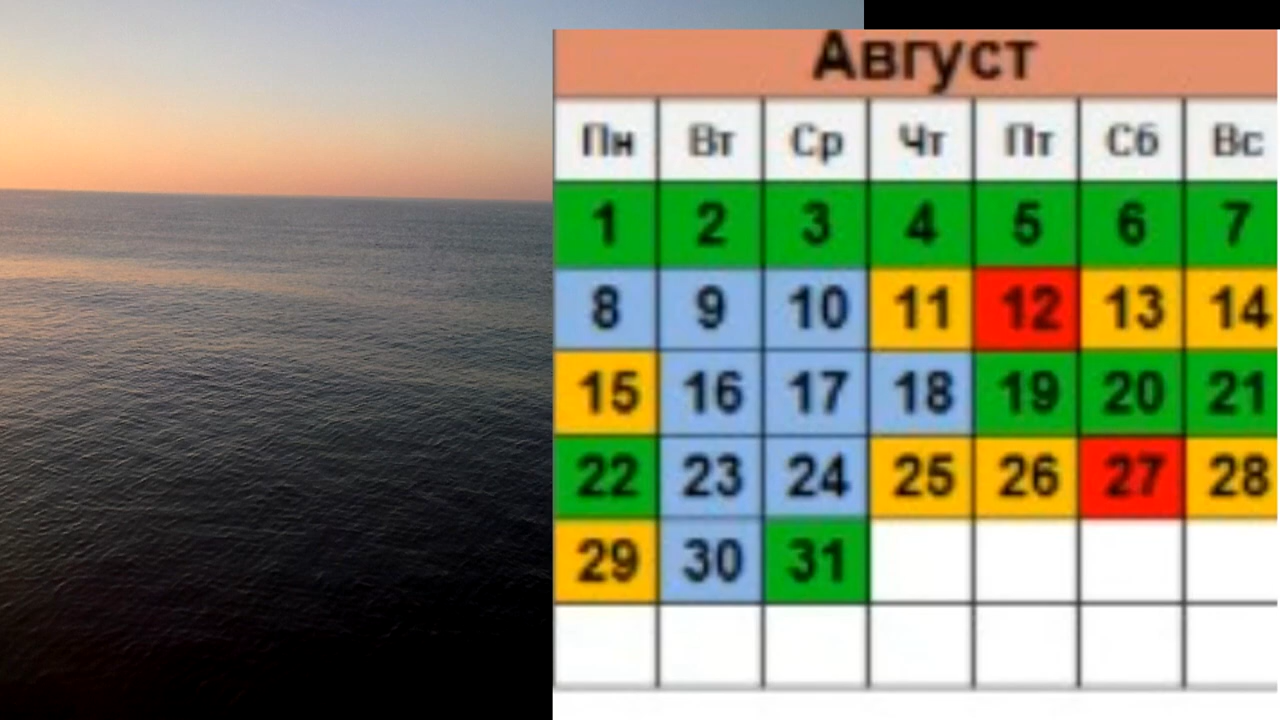 Август
Пн Вт Ср Чт Пт Сб Вс
1 2 3 4 5 6 7
8 9 10 11 12 13 14
15 16 17 18 19 20 21
22 23 24 25 26 27 28
29 30 31